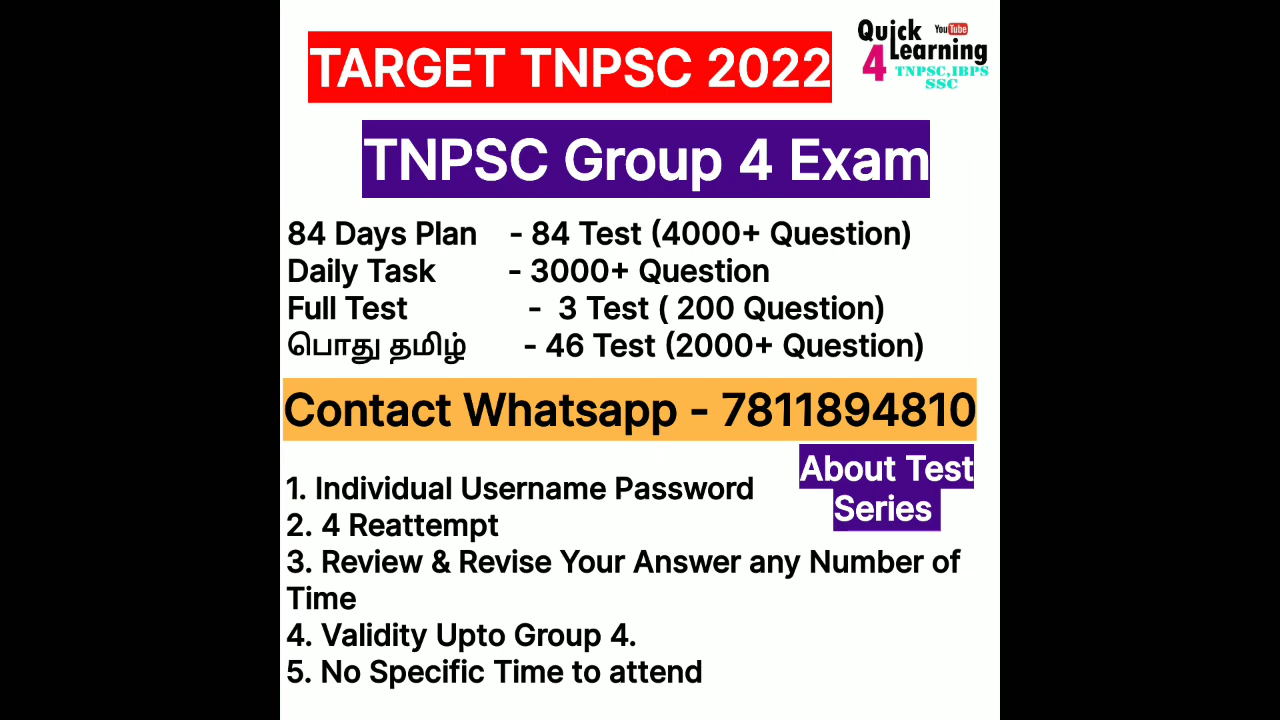 TARGET TNPSC 2022
Quick YouTube
4 Learning
TNPSC,IBPS
SSC
TNPSC Group 4 Exam
84 Days Plan - 84 Test (4000+ Question)
Daily Task - 3000+ Question
Full Test - 3 Test ( 200 Question)
பொது தமிழ் - 46 Test (2000+ Question)
Contact Whatsapp - 7811894810
About Test
Series
1. Individual Username Password
2. 4 Reattempt
3. Review & Revise Your Answer any Number of
Time
4. Validity Upto Group 4.
5. No Specific Time to attend